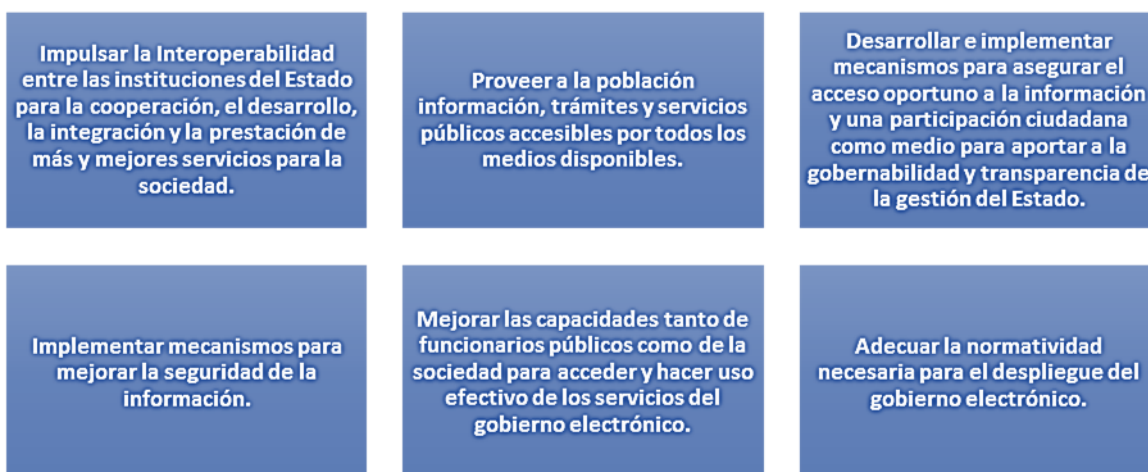 Impulsar la Interoperabilidad
entre las instituciones del Estado
para la cooperación, el desarrollo,
la integración y la prestación de
más y mejores servicios para la
sociedad.
Proveer a la población
información, trámites y servicios
públicos accesibles por todos los
medios disponibles.
Desarrollar e implementar
mecanismos para asegurar el
acceso oportuno a la información
y una participación ciudadana
como medio para aportar a la
gobernabilidad y transparencia de
la gestión del Estado.
Implementar mecanismos para
mejorar la seguridad de la
información.
Mejorar las capacidades tanto de
funcionarios públicos como de la
sociedad para acceder y hacer uso
efectivo de los servicios del
gobierno electrónico.
Adecuar la normatividad
necesaria para el despliegue del
gobierno electrónico.